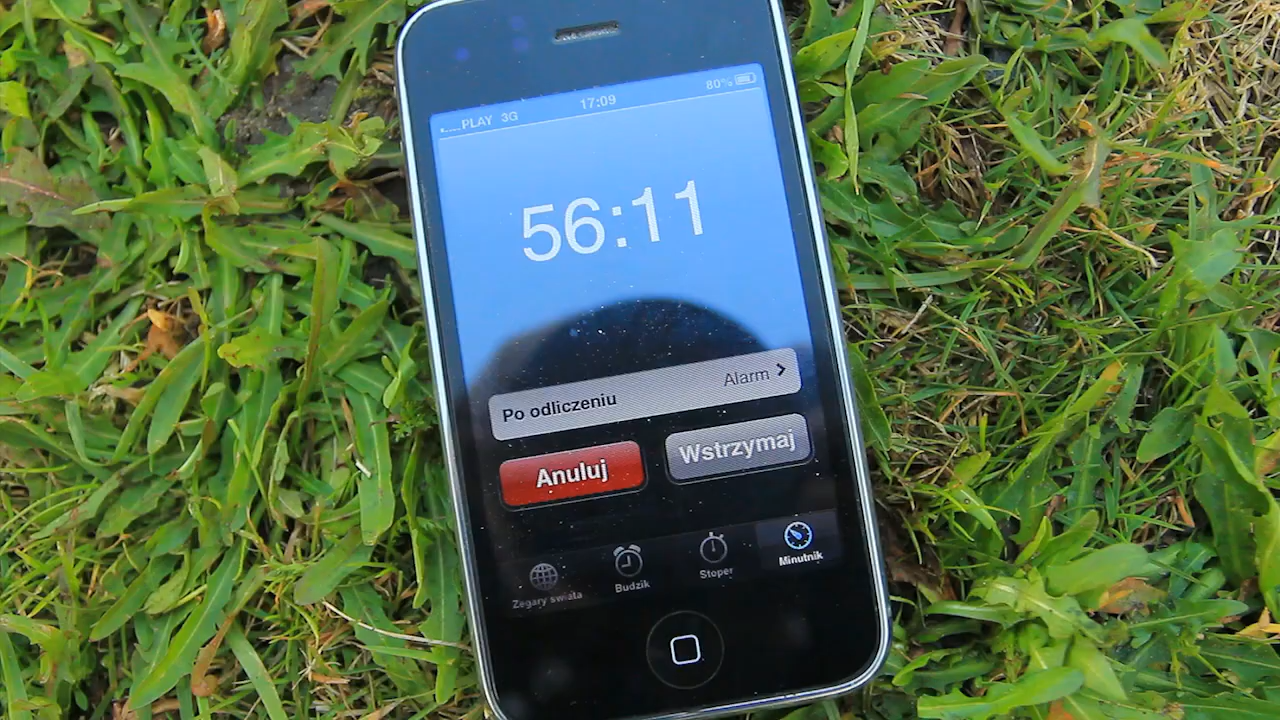 PLAY 3G 17:09 80%
56:11
Po odliczeniu Alarm
Anuluj Wstrzymaj
Zegary świata Budzik Stoper Minutnik